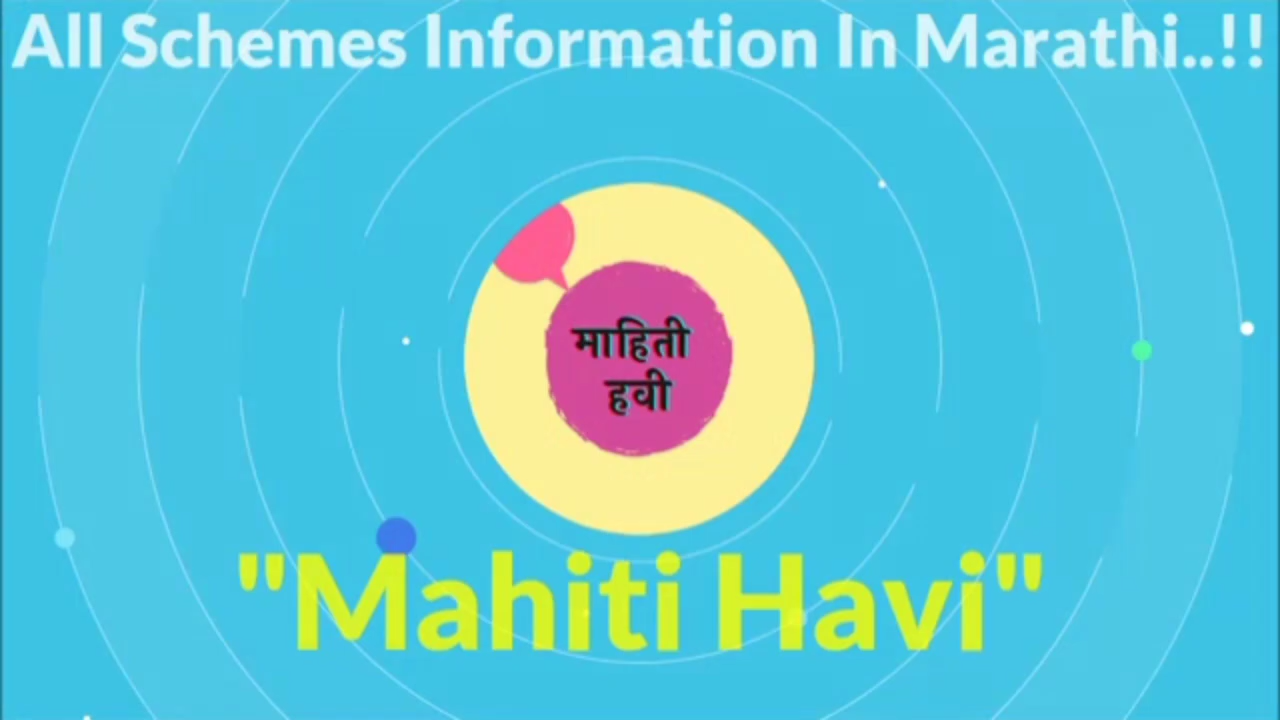 All Schemes Information In Marathi..!!
माहिती
हवी
"Mahiti Havi"